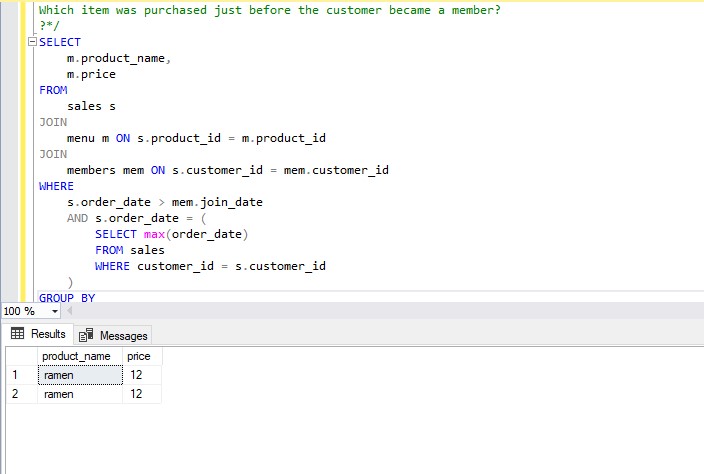 Which item was purchased just before the customer became a member?
?*/
SELECT
m.product_name,
m.price
FROM
sales s
JOIN
menu m ON s.product_id = m.product_id
JOIN
members mem ON s.customer_id = mem.customer_id
WHERE
s.order_date > mem.join_date
AND s.order_date = (
SELECT max(order_date)
FROM sales
WHERE customer_id = s.customer_id
)
GROUP BY
100 %
Results Messages
product_name price
1 ramen 12
2 ramen 12